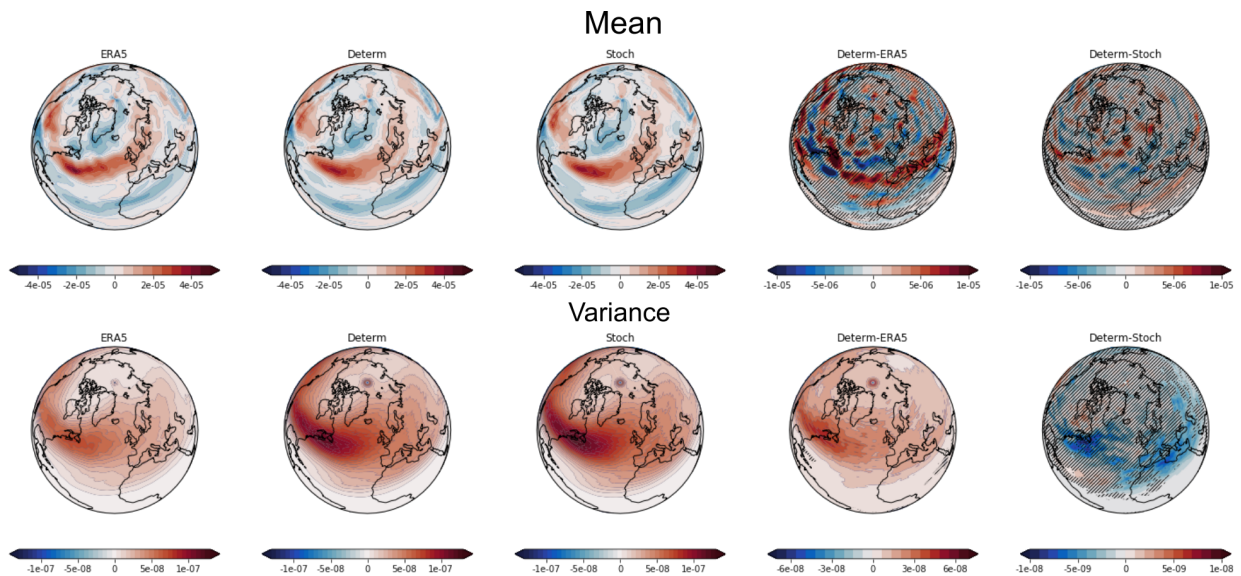 Mean
ERA5 Determ Stoch Determ-ERA5 Determ-Stoch
-4e-05 -2e-05 0 2e-05 4e-05 -4e-05 -2e-05 0 2e-05 4e-05 -4e-05 -2e-05 0 2e-05 4e-05 -1e-05 -5e-06 0 5e-06 1e-05 -1e-05 -5e-06 0 5e-06 1e-05
Variance
ERA5 Determ Stoch Determ-ERA5 Determ-Stoch
-1e-07 -5e-08 0 5e-08 1e-07 -1e-07 -5e-08 0 5e-08 1e-07 -1e-07 -5e-08 0 5e-08 1e-07 -6e-08 -3e-08 0 3e-08 6e-08 -1e-08 -5e-09 0 5e-09 1e-08